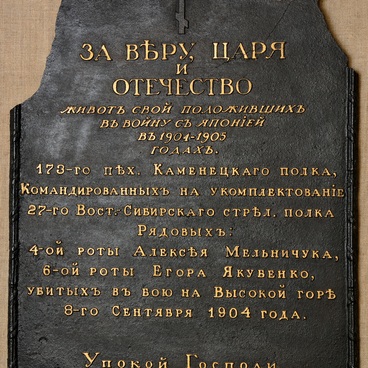 ЗА ВѢРУ, ЦАРЯ
И
ОТЕЧЕСТВО
ЖИВОТЪ СВОЙ ПОЛОЖИВШИХЪ
ВЪ ВОЙНУ СЪ ЯПОНІЕЙ
ВЪ 1904-1905
ГОДАХЪ.
173-ГО ПѢХ. КАМЕНЕЦКАГО ПОЛКА,
КОМАНДИРОВАННЫХЪ НА УКОМПЛЕКТОВАНІЕ
27-ГО ВОСТ.-СИБИРСКАГО СТРѢЛ. ПОЛКА
РЯДОВЫХЪ:
4-ОЙ РОТЫ АЛЕКСѢЯ МЕЛЬНИЧУКА,
6-ОЙ РОТЫ ЕГОРА ЯКУБЕНКО,
УБИТЫХЪ ВЪ БОЮ НА ВЫСОКОЙ ГОРѢ
8-ГО СЕНТЯБРЯ 1904 ГОДА.
УПОКОЙ ГОСПОДИ